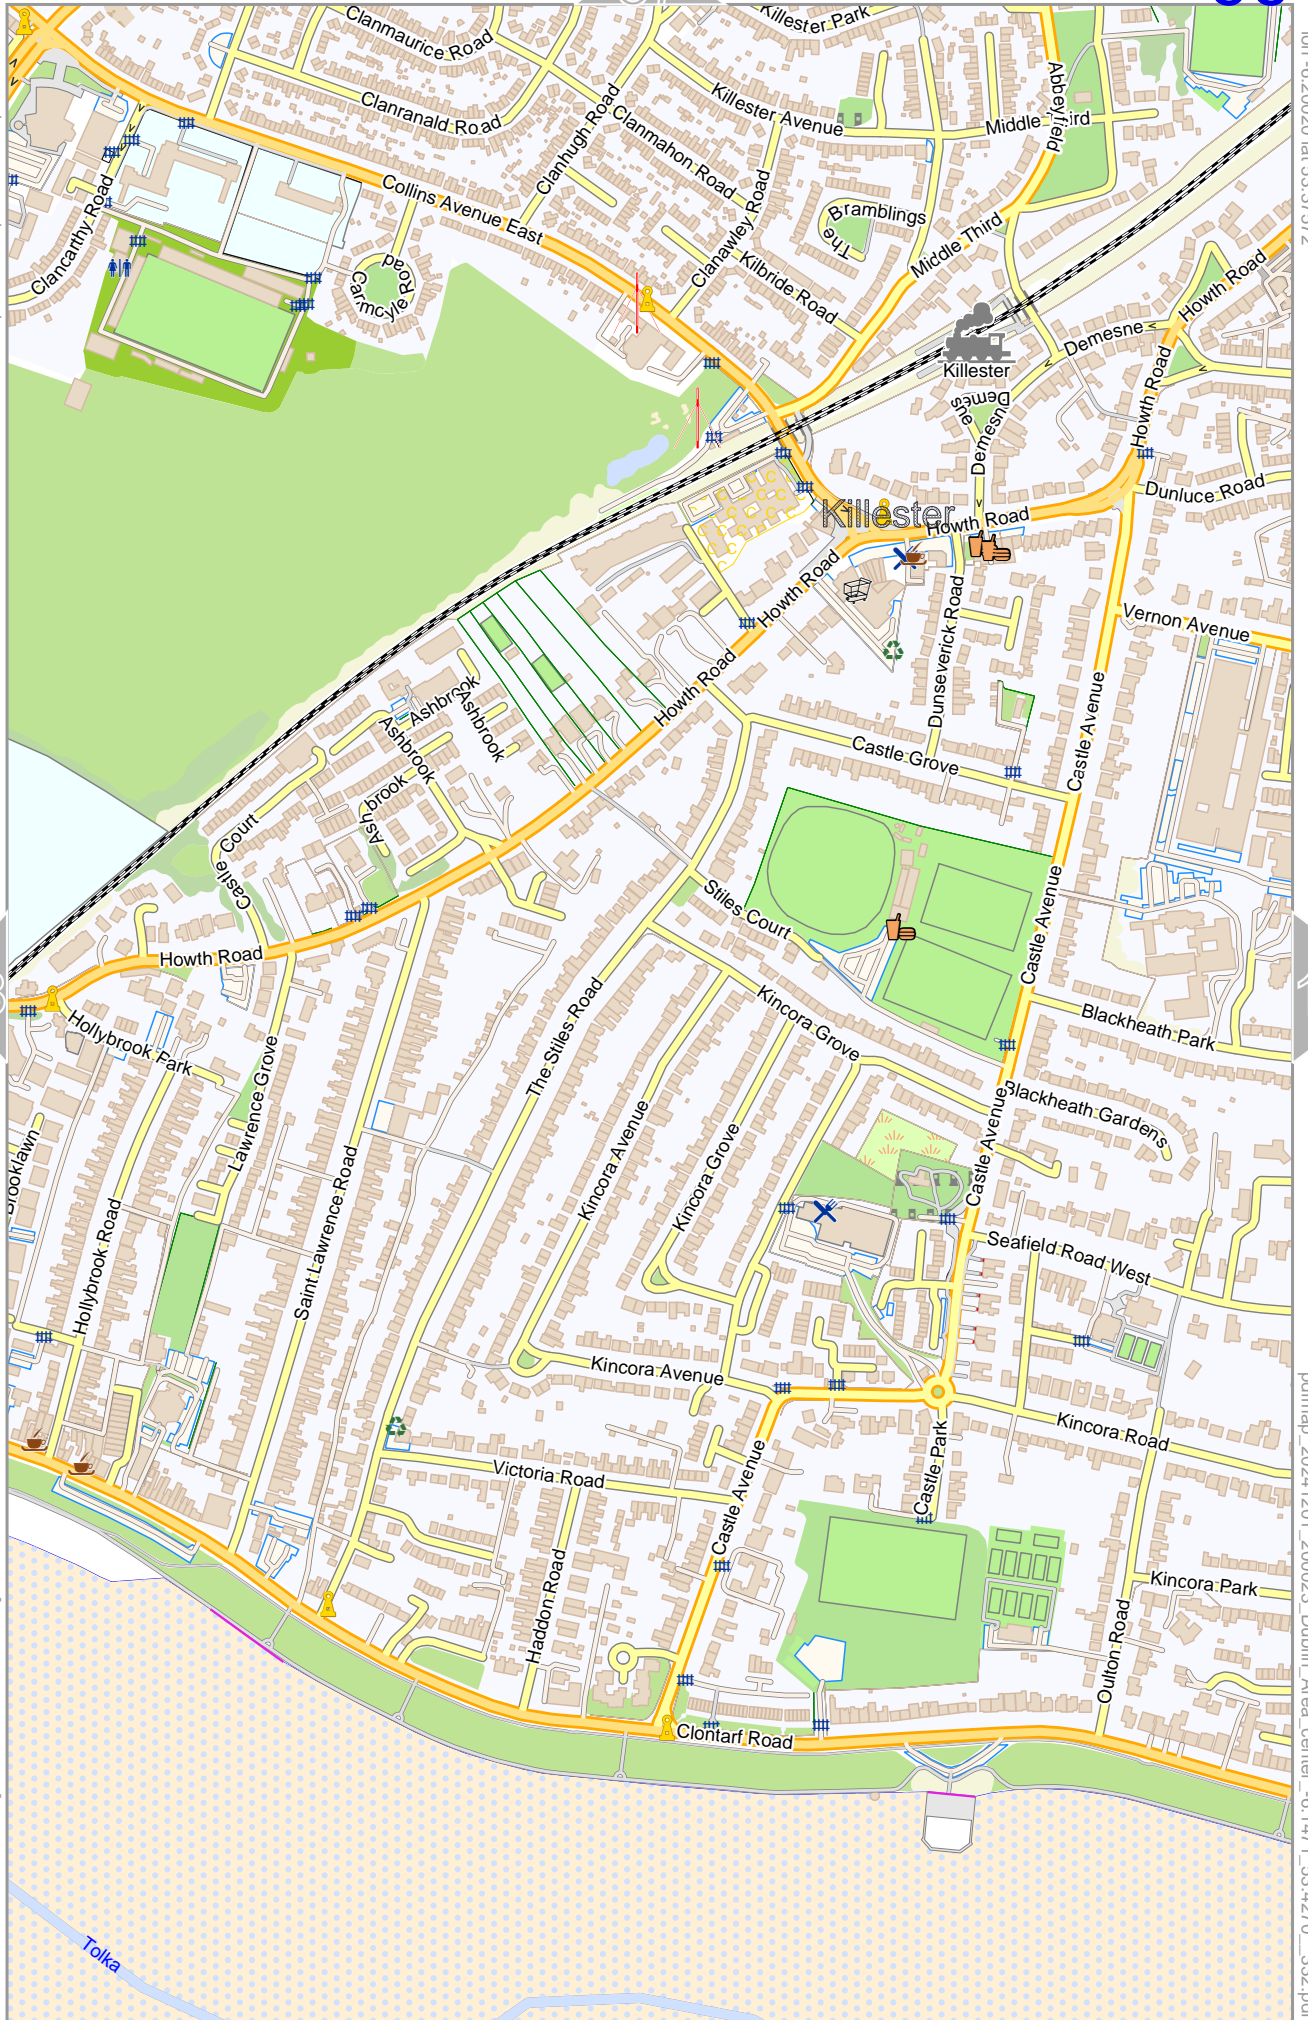 Clanmaurice Road
Killester Park
Clanranald Road
Clanhugh Road
Killester Avenue
Middle Third
Abbeyfield
Clanmahon Road
Collins Avenue East
Clancarthy Road
Clanawley Road
The Bramblings
Middle Third
Kilbride Road
Carmoyle Road
Howth Road
Demesne
Killester
Howth Road
Demesne
Demesne
Dunluce Road
Killester
Howth Road
Howth Road
Dunseverick Road
Vernon Avenue
Howth Road
Ashbrook
Ashbrook
Ashbrook
Ashbrook
Castle Avenue
Castle Grove
Castle Court
Castle Avenue
Stiles Court
Howth Road
The Stiles Road
Kincora Grove
Blackheath Park
Hollybrook Park
Lawrence Grove
Blackheath Gardens
Castle Avenue
Brooklawn
Kincora Avenue
Kincora Grove
Saint Lawrence Road
Hollybrook Road
Seafield Road West
Kincora Avenue
Kincora Road
Castle Park
Victoria Road
Castle Avenue
Haddon Road
Kincora Park
Oulton Road
Clontarf Road
Tolka